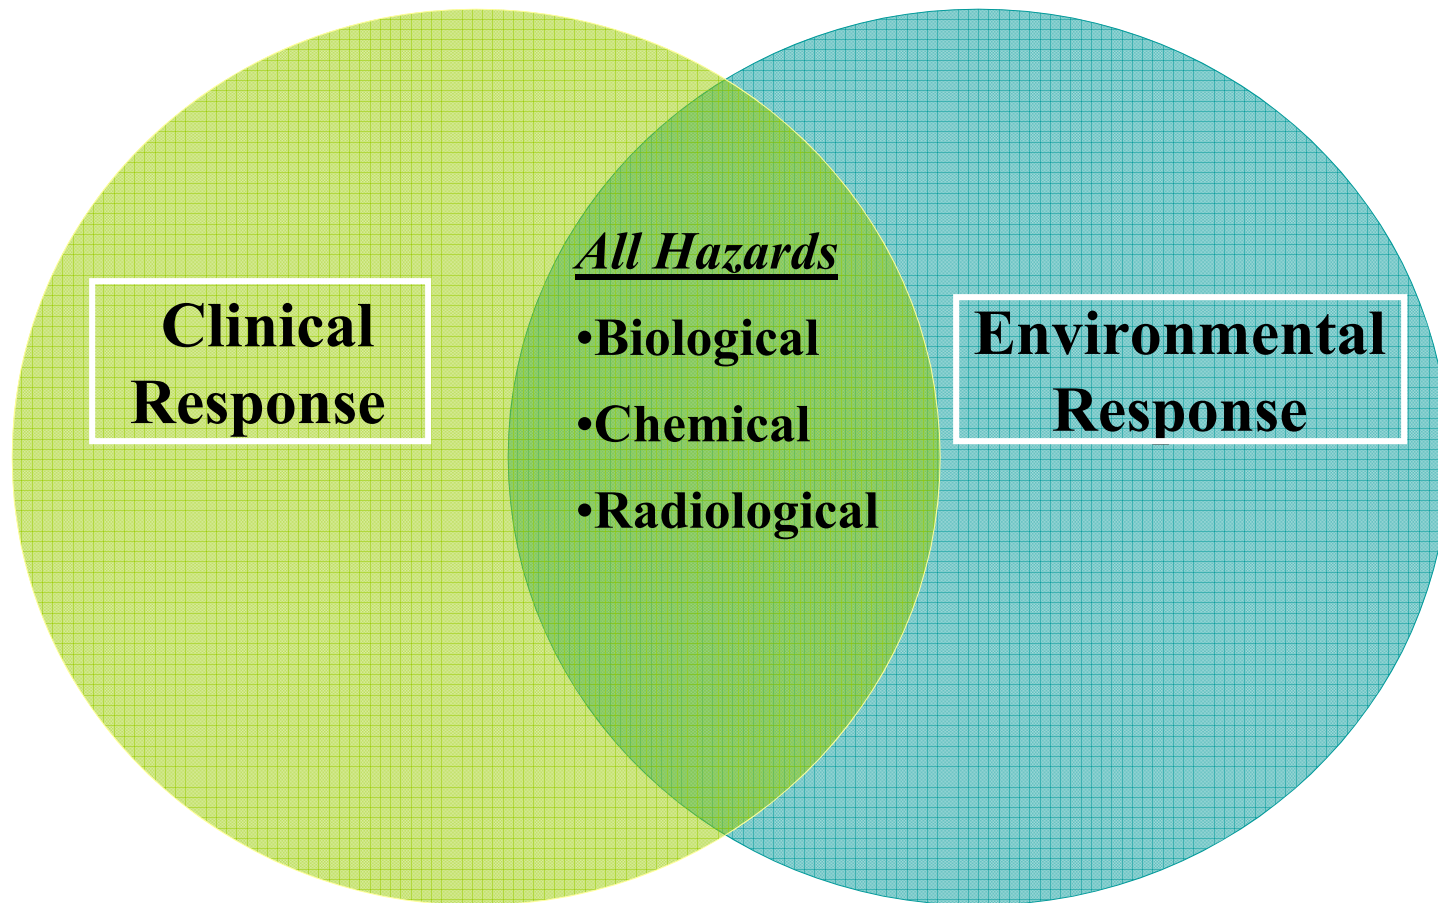 Clinical
Response
All Hazards
•Biological
•Chemical
•Radiological
Environmental
Response